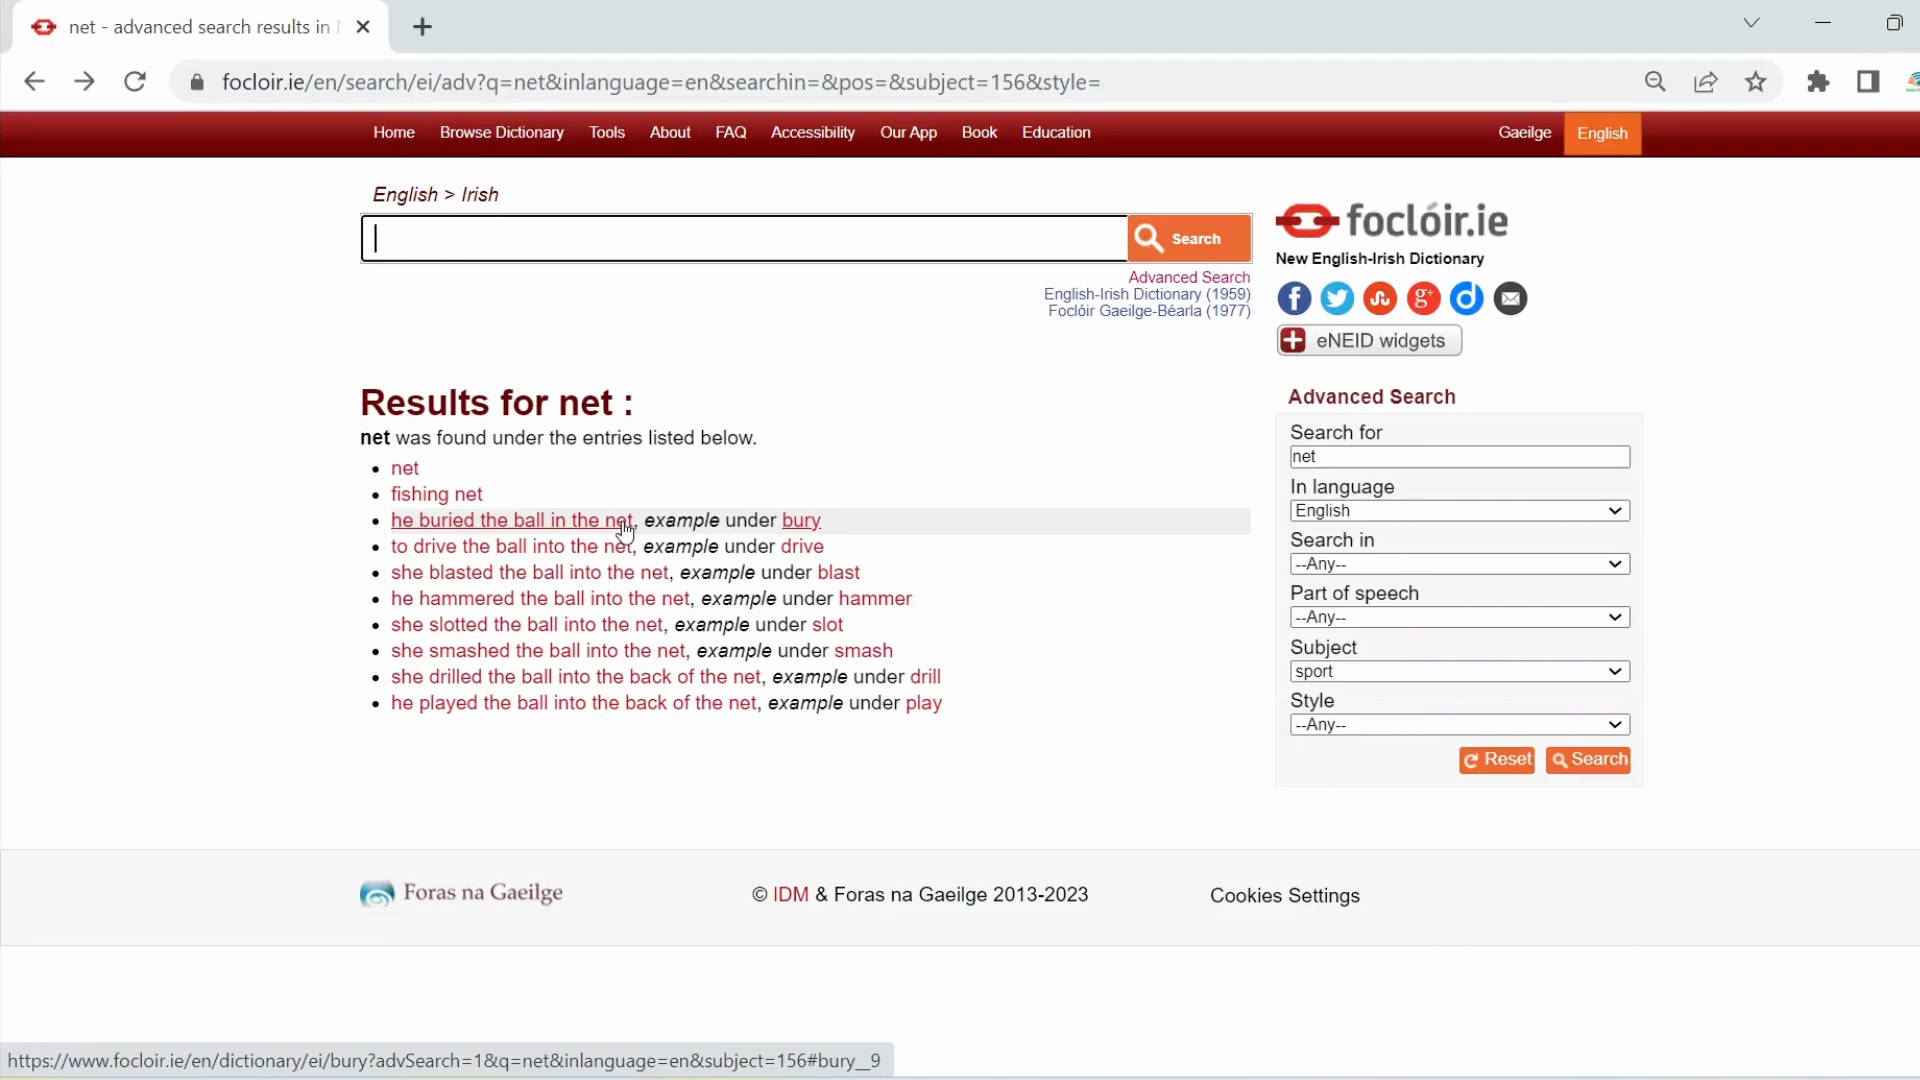 net - advanced search results in
focloir.ie/en/search/ei/adv?q=net&inlanguage=en&searchin=&pos=&subject=156&style=
Home Browse Dictionary Tools About FAQ Accessibility Our App Book Education Gaeilge English
English > Irish
Search
Advanced Search
English-Irish Dictionary (1959)
Foclóir Gaeilge-Béarla (1977)
foclóir.ie
New English-Irish Dictionary
eNEID widgets
Results for net :
net was found under the entries listed below.
net
fishing net
he buried the ball in the net, example under bury
to drive the ball into the net, example under drive
she blasted the ball into the net, example under blast
he hammered the ball into the net, example under hammer
she slotted the ball into the net, example under slot
she smashed the ball into the net, example under smash
she drilled the ball into the back of the net, example under drill
he played the ball into the back of the net, example under play
Advanced Search
Search for
net
In language
English
Search in
--Any--
Part of speech
--Any--
Subject
sport
Style
--Any--
Reset Search
Foras na Gaeilge © IDM & Foras na Gaeilge 2013-2023 Cookies Settings
https://www.focloir.ie/en/dictionary/ei/bury?advSearch=1&q=net&inlanguage=en&subject=156#bury__9